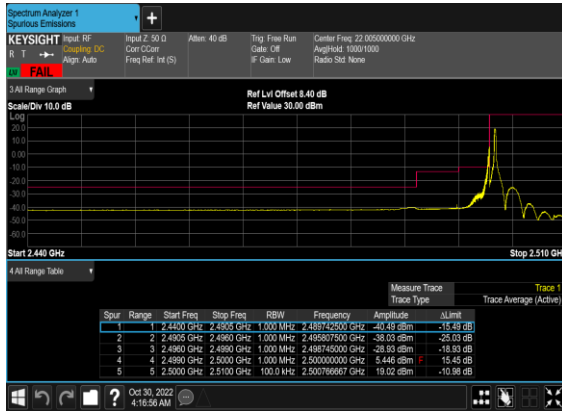 Spectrum Analyzer 1
Spurious Emissions
KEYSIGHT Input: RF Input Z: 50 Ω Atten: 40 dB Trig: Free Run Center Freq: 22.005000000 GHz
R T Coupling: DC Corr CCorr Gate: Off Avg|Hold: 1000/1000
Align: Auto Freq Ref: Int (S) IF Gain: Low Radio Std: None
LV FAIL
3 All Range Graph
Ref Lvl Offset 8.40 dB
Scale/Div 10.0 dB Ref Value 30.00 dBm
Log
20.0
10.0
0.00
-10.0
-20.0
-30.0
-40.0
-50.0
-60.0
Start 2.440 GHz Stop 2.510 GH
4 All Range Table
Measure Trace Trace 1
Trace Type Trace Average (Active)
Spur Range Start Freq Stop Freq RBW Frequency Amplitude ΔLimit
1 1 2.4400 GHz 2.4905 GHz 1.000 MHz 2.489742500 GHz -40.49 dBm -15.49 dB
2 2 2.4905 GHz 2.4960 GHz 1.000 MHz 2.495807500 GHz -38.03 dBm -25.03 dB
3 3 2.4960 GHz 2.4990 GHz 1.000 MHz 2.498745000 GHz -28.93 dBm -18.93 dB
4 4 2.4990 GHz 2.5000 GHz 1.000 MHz 2.500000000 GHz 5.446 dBm F 15.45 dB
5 5 2.5000 GHz 2.5100 GHz 100.0 kHz 2.500766667 GHz 19.02 dBm -10.98 dB
? Oct 30, 2022
4:16:56 AM